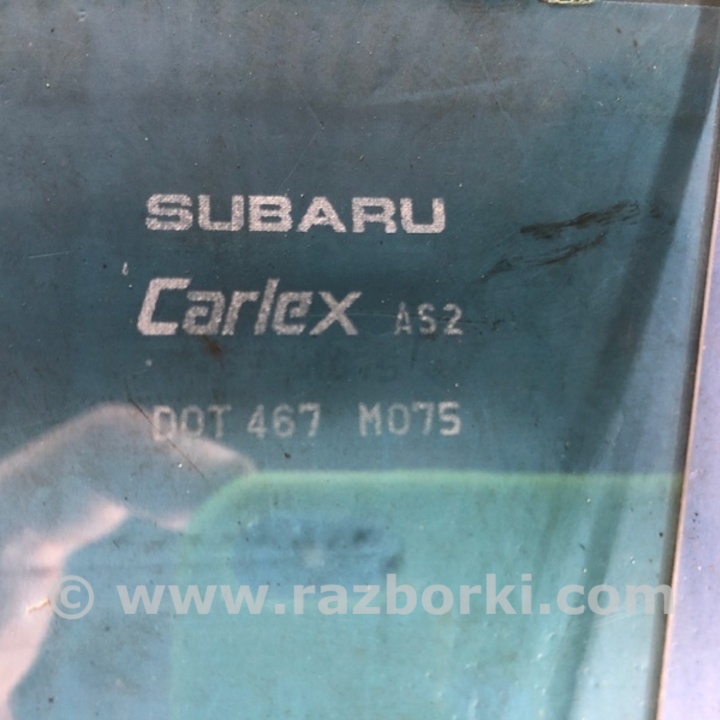 SUBARU
Carlex AS2
DOT 467 M075
© www.razborki.com